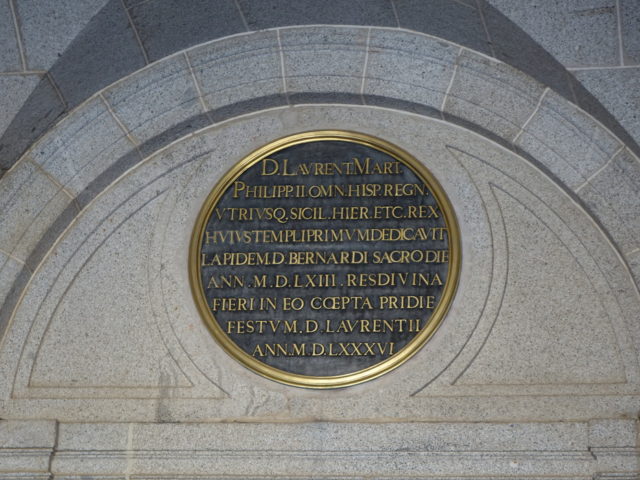 D. LAVRENT. MART.
PHILIPP. II. OMN. HISP. REGN.
VTRIVSQ. SICIL. HIER. ETC. REX
HVIVS TEMPLI PRIMVM DEDICAVIT
LAPIDEM. D. BERNARDI SACRO DIE
ANN. M. D. LXIII. RES DIVINA
FIERI IN EO CŒPTA PRIDIE
FESTVM. D. LAVRENTII
ANN. M. D. LXXXVI